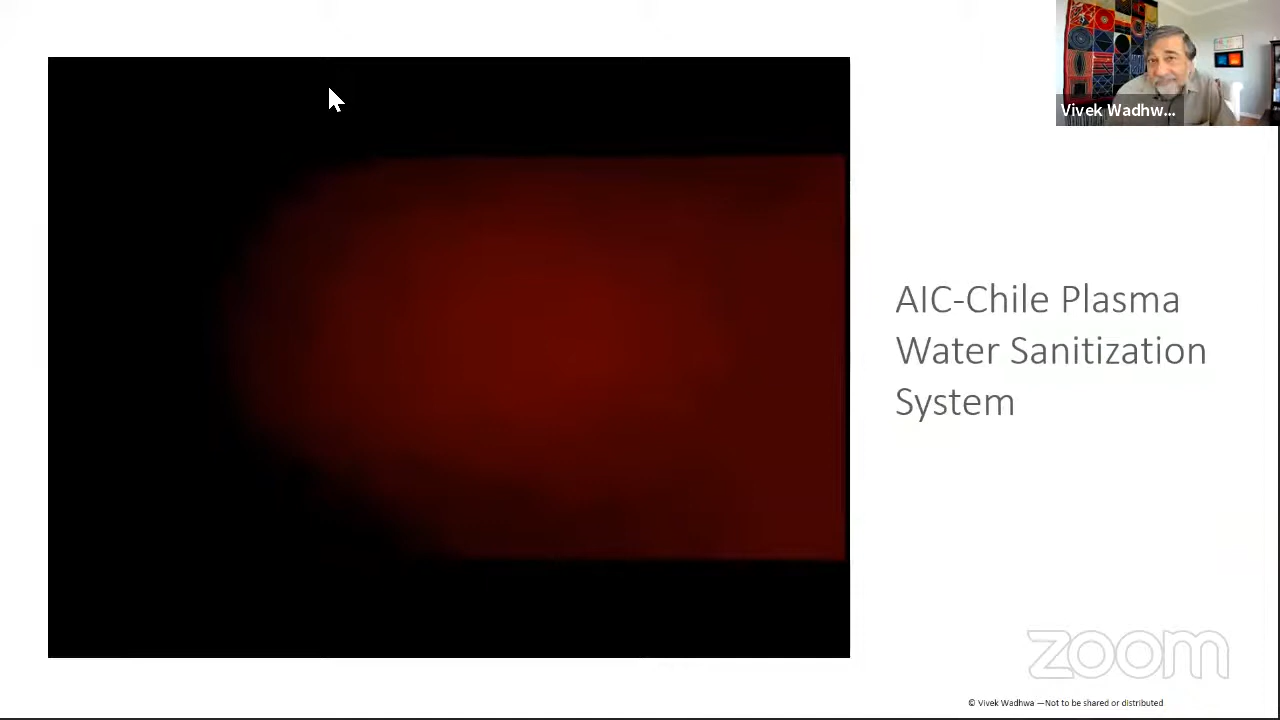 Vivek Wadhw...
AIC-Chile Plasma
Water Sanitization
System
zoom
© Vivek Wadhwa —Not to be shared or distributed